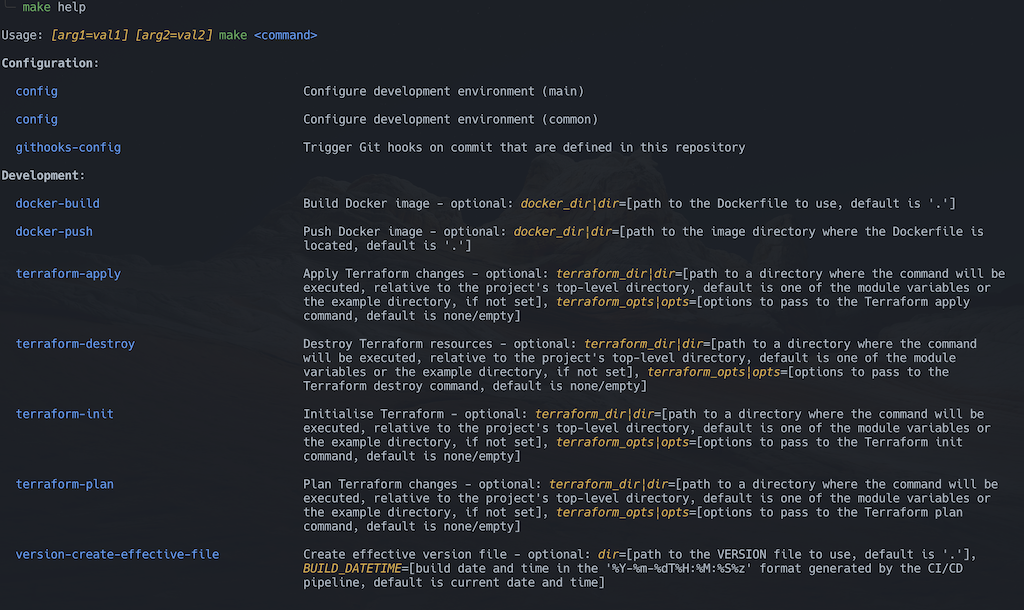 make help
Usage: [arg1=val1] [arg2=val2] make <command>
Configuration:
config Configure development environment (main)
config Configure development environment (common)
githooks-config Trigger Git hooks on commit that are defined in this repository
Development:
docker-build Build Docker image - optional: docker_dir|dir=[path to the Dockerfile to use, default is '.']
docker-push Push Docker image - optional: docker_dir|dir=[path to the image directory where the Dockerfile is
located, default is '.']
terraform-apply Apply Terraform changes - optional: terraform_dir|dir=[path to a directory where the command will be
executed, relative to the project's top-level directory, default is one of the module variables or
the example directory, if not set], terraform_opts|opts=[options to pass to the Terraform apply
command, default is none/empty]
terraform-destroy Destroy Terraform resources - optional: terraform_dir|dir=[path to a directory where the command
will be executed, relative to the project's top-level directory, default is one of the module
variables or the example directory, if not set], terraform_opts|opts=[options to pass to the
Terraform destroy command, default is none/empty]
terraform-init Initialise Terraform - optional: terraform_dir|dir=[path to a directory where the command will be
executed, relative to the project's top-level directory, default is one of the module variables or
the example directory, if not set], terraform_opts|opts=[options to pass to the Terraform init
command, default is none/empty]
terraform-plan Plan Terraform changes - optional: terraform_dir|dir=[path to a directory where the command will be
executed, relative to the project's top-level directory, default is one of the module variables or
the example directory, if not set], terraform_opts|opts=[options to pass to the Terraform plan
command, default is none/empty]
version-create-effective-file Create effective version file - optional: dir=[path to the VERSION file to use, default is '.'],
BUILD_DATETIME=[build date and time in the '%Y-%m-%dT%H:%M:%S%z' format generated by the CI/CD
pipeline, default is current date and time]